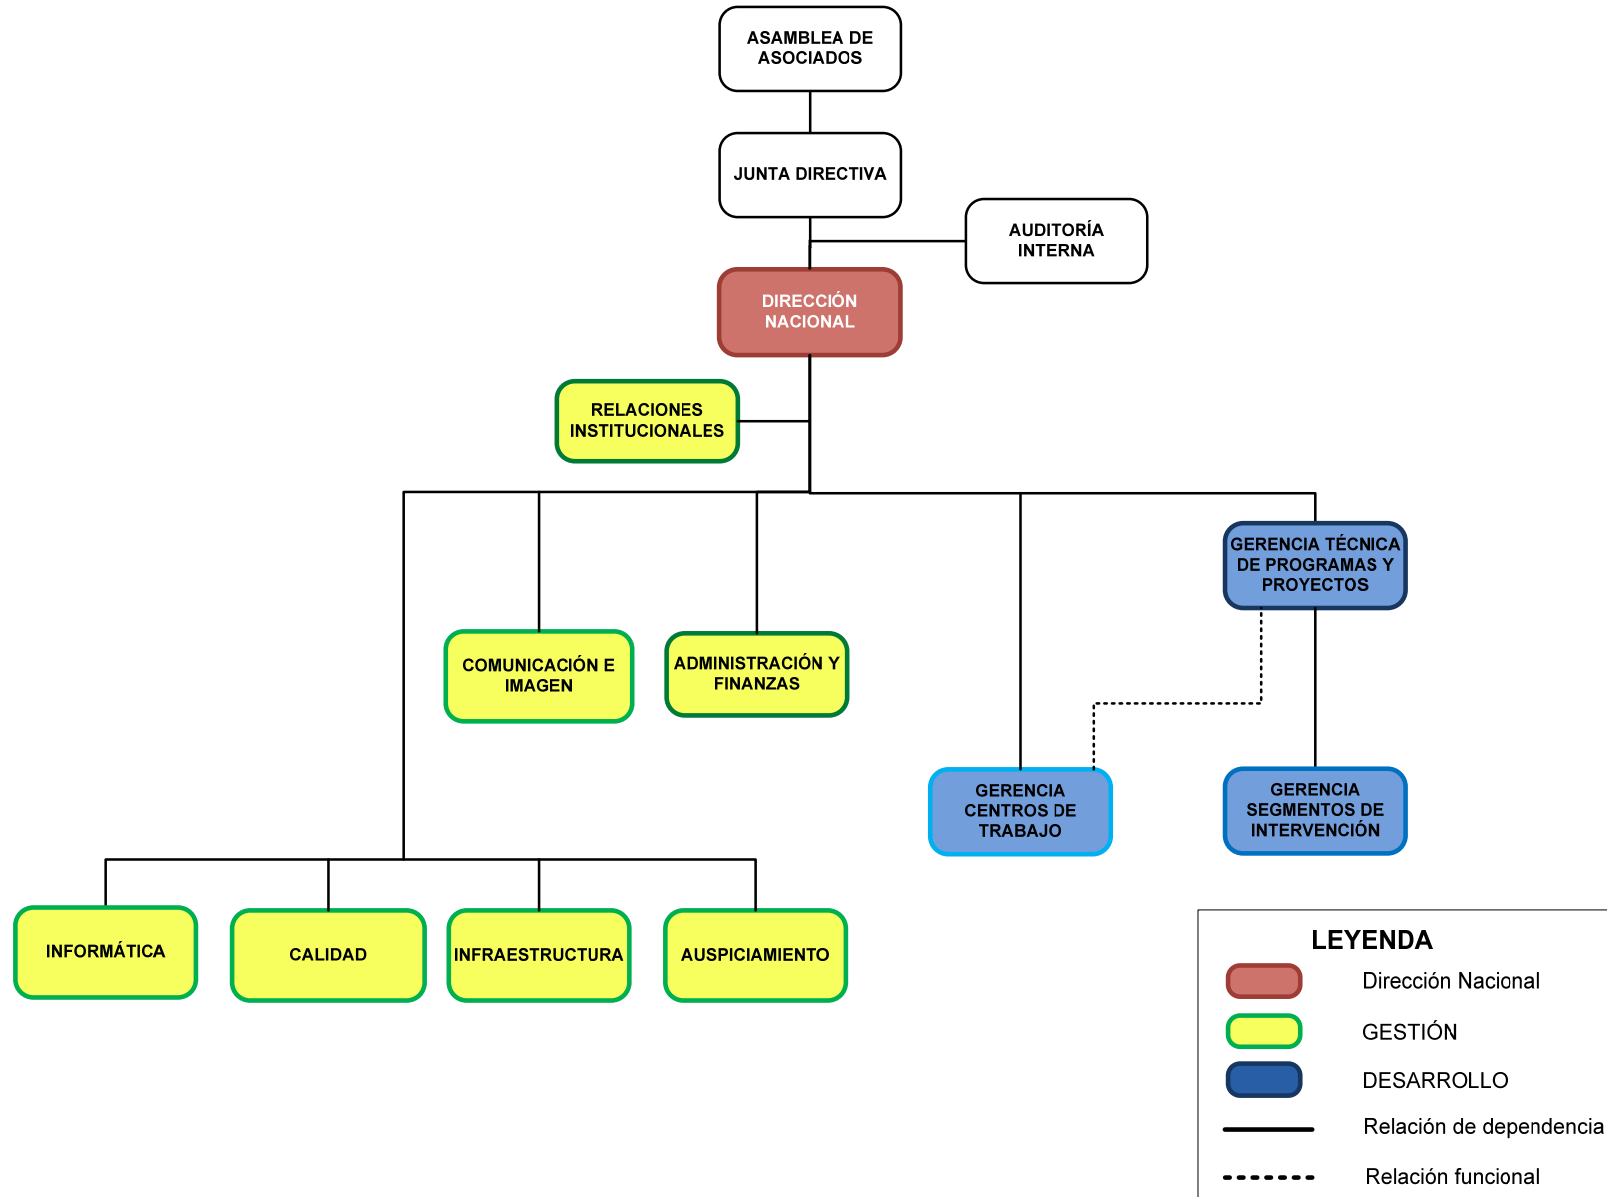 ASAMBLEA DE
ASOCIADOS
JUNTA DIRECTIVA
AUDITORÍA
INTERNA
DIRECCIÓN
NACIONAL
RELACIONES
INSTITUCIONALES
GERENCIA TÉCNICA
DE PROGRAMAS Y
PROYECTOS
COMUNICACIÓN E
IMAGEN
ADMINISTRACIÓN Y
FINANZAS
GERENCIA
CENTROS DE
TRABAJO
GERENCIA
SEGMENTOS DE
INTERVENCIÓN
INFORMÁTICA
CALIDAD
INFRAESTRUCTURA
AUSPICIAMIENTO
LEYENDA
Dirección Nacional
GESTIÓN
DESARROLLO
Relación de dependencia
Relación funcional